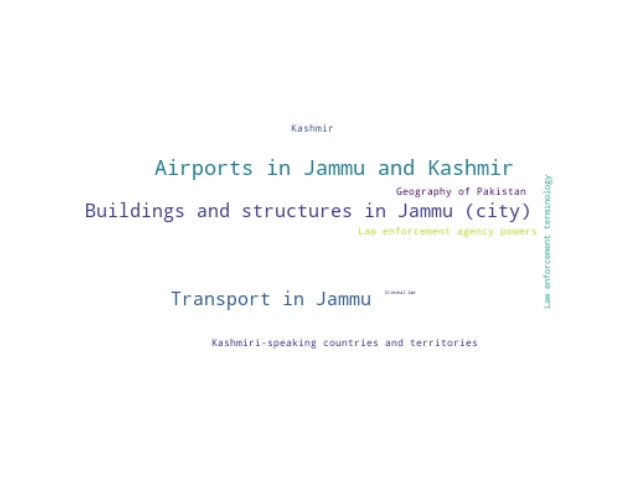 Kashmir
Airports in Jammu and Kashmir
Geography of Pakistan
Buildings and structures in Jammu (city)
Law enforcement agency powers
Law enforcement terminology
Transport in Jammu
Criminal law
Kashmiri-speaking countries and territories